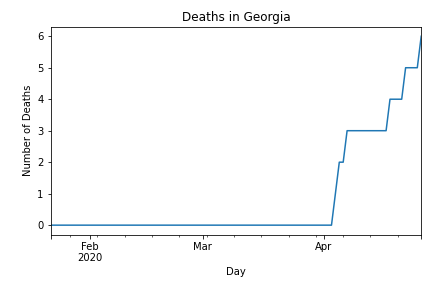 Deaths in Georgia
Number of Deaths
6
5
4
3
2
1
0
Feb
2020
Mar
Apr
Day